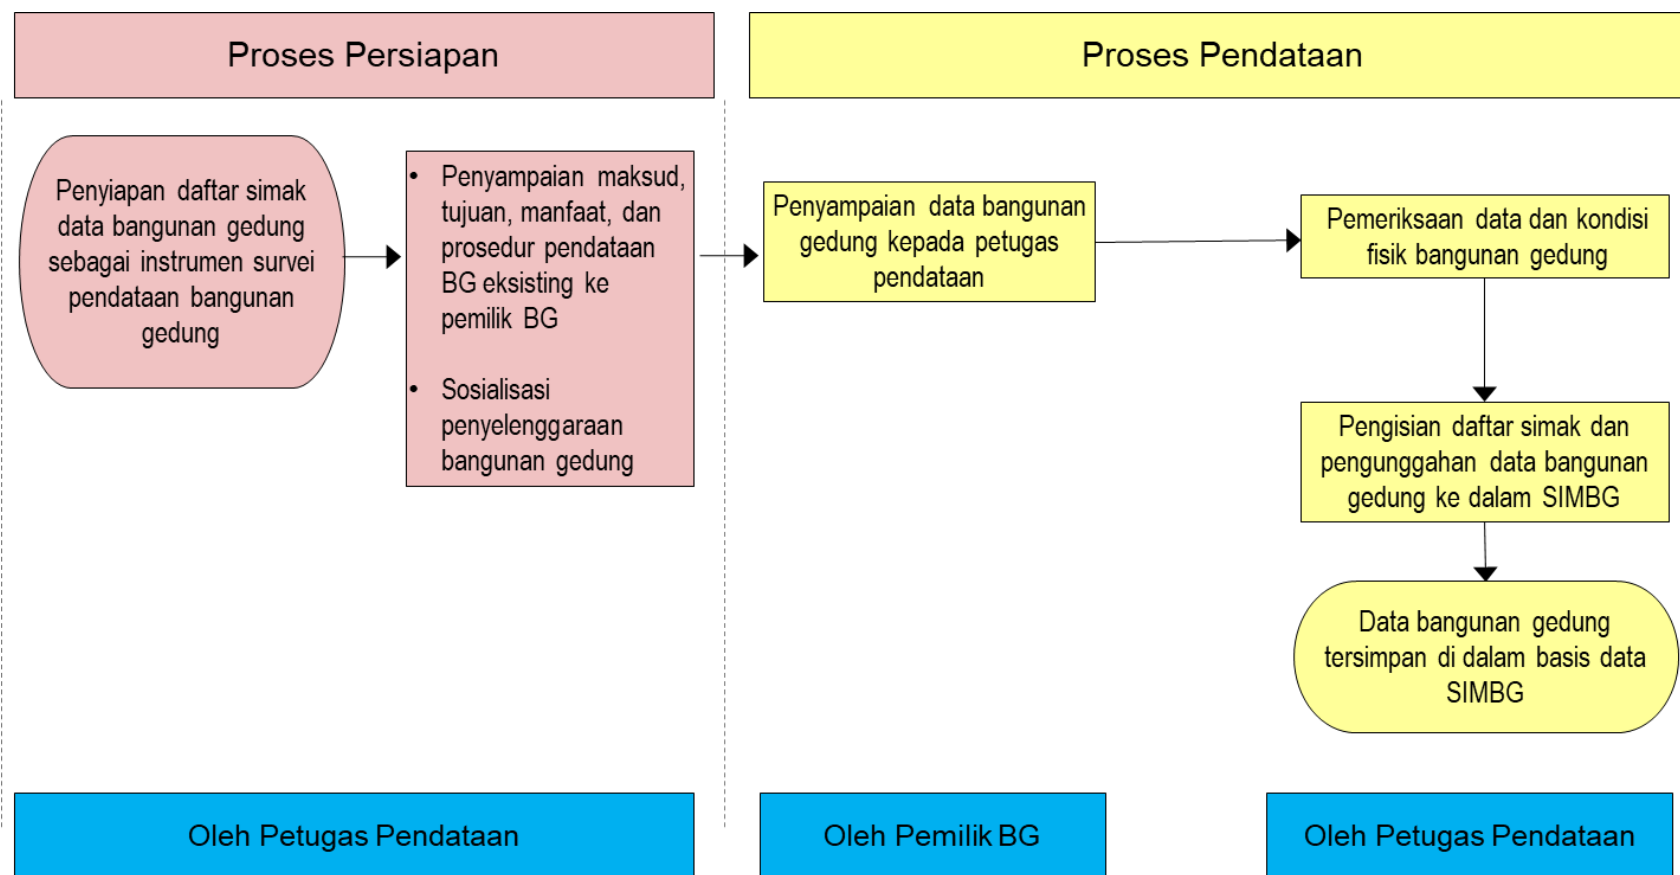 Proses Persiapan
Proses Pendataan
Penyiapan daftar simak
data bangunan gedung
sebagai instrumen survei
pendataan bangunan
gedung
• Penyampaian maksud,
tujuan, manfaat, dan
prosedur pendataan
BG eksisting ke
pemilik BG
• Sosialisasi
penyelenggaraan
bangunan gedung
Penyampaian data bangunan
gedung kepada petugas
pendataan
Pemeriksaan data dan kondisi
fisik bangunan gedung
Pengisian daftar simak dan
pengunggahan data bangunan
gedung ke dalam SIMBG
Data bangunan gedung
tersimpan di dalam basis data
SIMBG
Oleh Petugas Pendataan
Oleh Pemilik BG
Oleh Petugas Pendataan